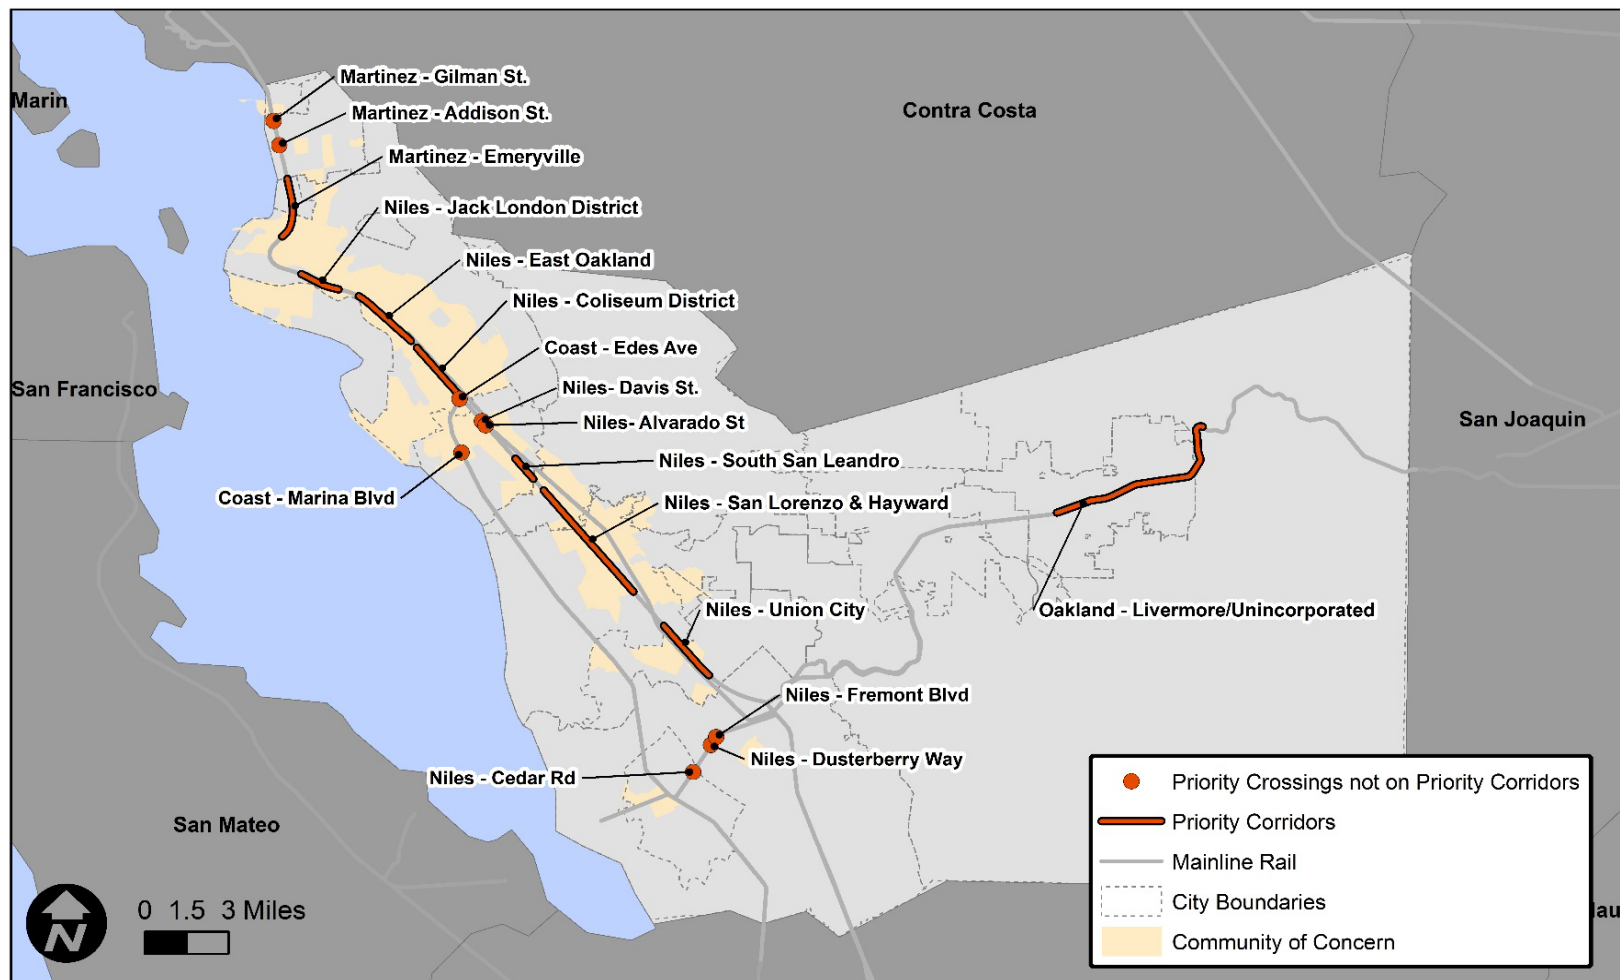 Martinez - Gilman St.
Marin
Contra Costa
Martinez - Addison St.
Martinez - Emeryville
Niles - Jack London District
Niles - East Oakland
Niles - Coliseum District
Coast - Edes Ave
San Francisco
Niles- Davis St.
Niles- Alvarado St
San Joaquin
Niles - South San Leandro
Coast - Marina Blvd
Niles - San Lorenzo & Hayward
Niles - Union City
Oakland - Livermore/Unincorporated
Niles - Fremont Blvd
Niles - Dusterberry Way
Niles - Cedar Rd
San Mateo
Priority Crossings not on Priority Corridors
Priority Corridors
Mainline Rail
City Boundaries
Community of Concern
N
0 1.5 3 Miles